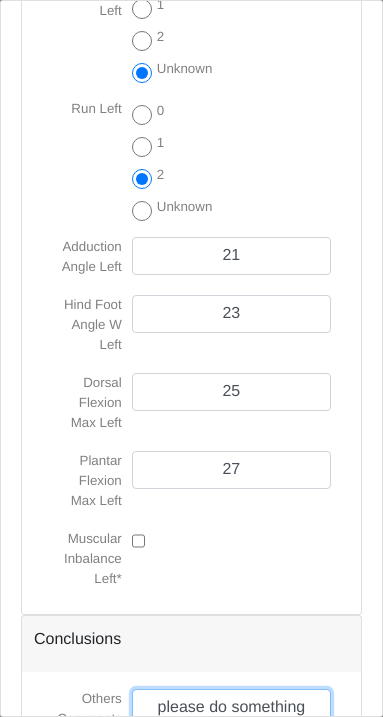 Left
1
2
Unknown
Run Left
0
1
2
Unknown
Adduction
Angle Left
21
Hind Foot
Angle W
Left
23
Dorsal
Flexion
Max Left
25
Plantar
Flexion
Max Left
27
Muscular
Inbalance
Left*
Conclusions
Others
please do something